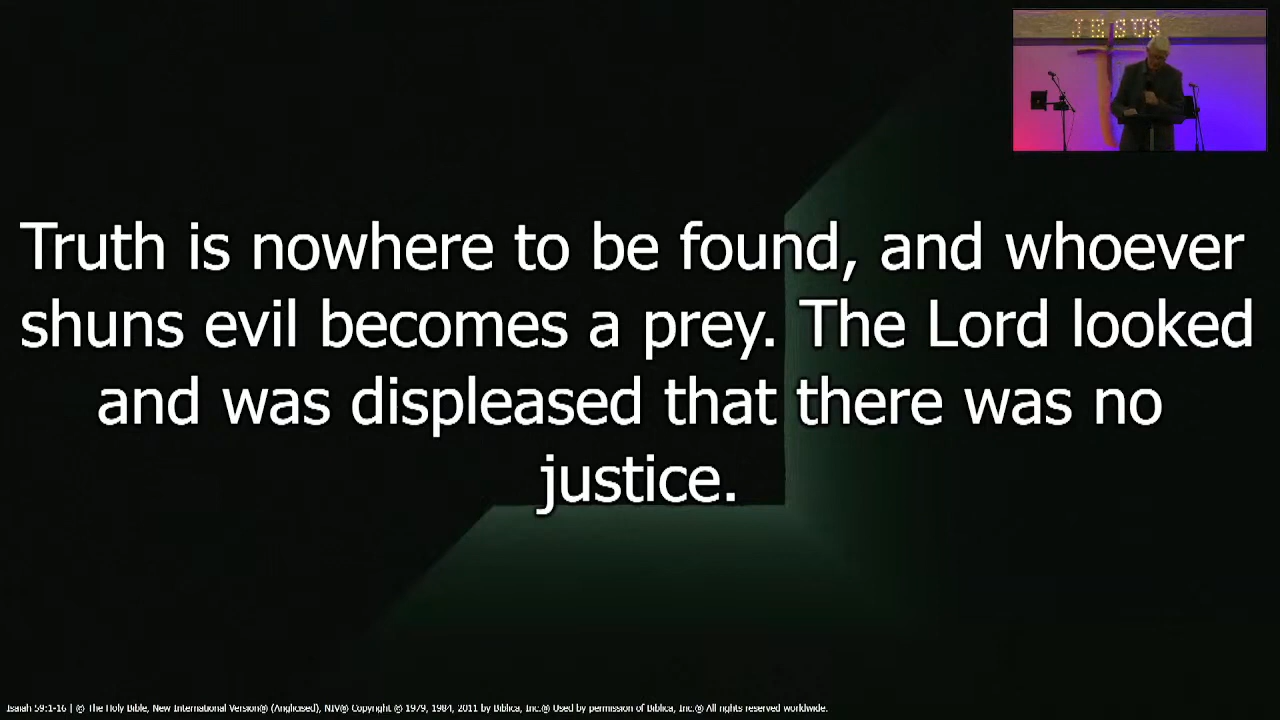 JESUS
Truth is nowhere to be found, and whoever
shuns evil becomes a prey. The Lord looked
and was displeased that there was no
justice.
Isaiah 59:1-16 | © The Holy Bible, New International Version® (Anglicised), NIV® Copyright © 1979, 1984, 2011 by Biblica, Inc.® Used by permission of Biblica, Inc.® All rights reserved worldwide.